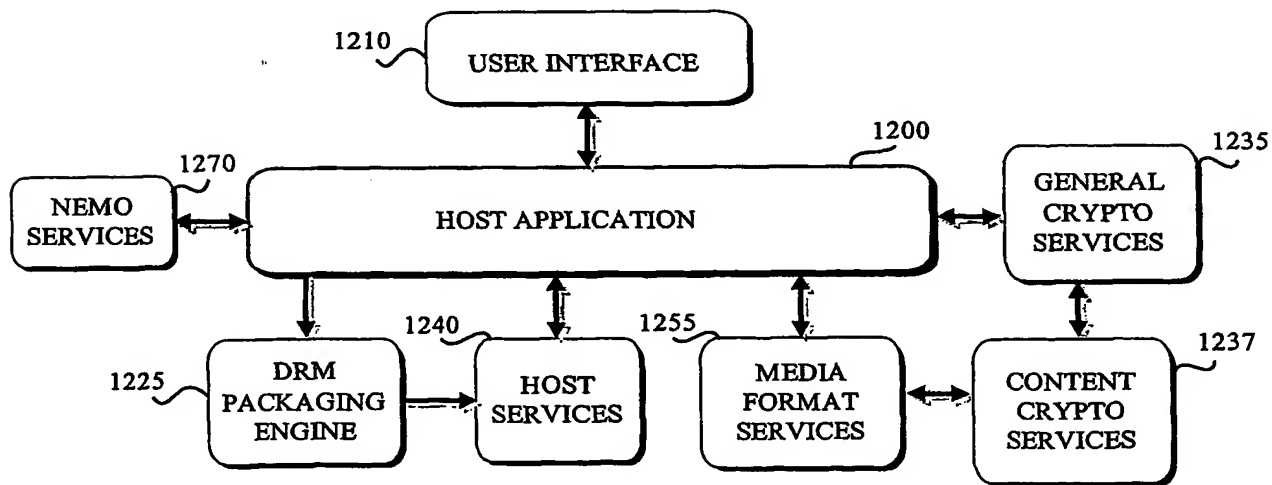 1210
USER INTERFACE
1200
1235
1270
NEMO
SERVICES
HOST APPLICATION
GENERAL
CRYPTO
SERVICES
1225
DRM
PACKAGING
ENGINE
1240
HOST
SERVICES
1255
MEDIA
FORMAT
SERVICES
1237
CONTENT
CRYPTO
SERVICES